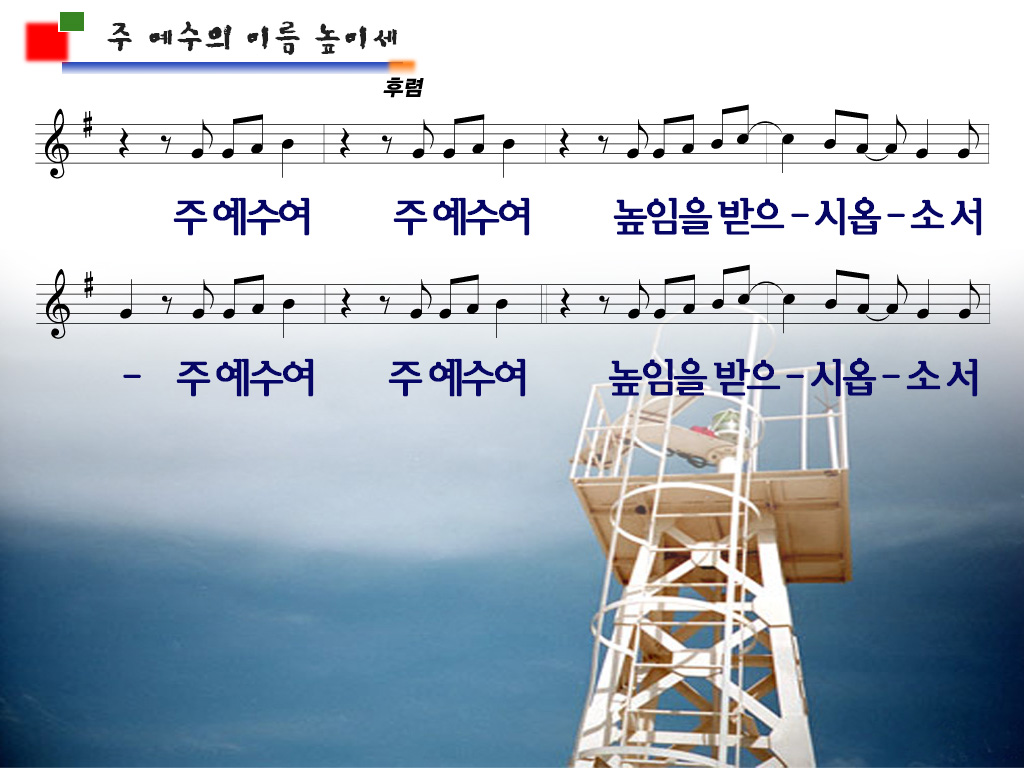 주 예수의 이름 높이세
후렴
주 예수여 주 예수여 높임을 받으 - 시옵 - 소 서
- 주 예수여 주 예수여 높임을 받으 - 시옵 - 소 서